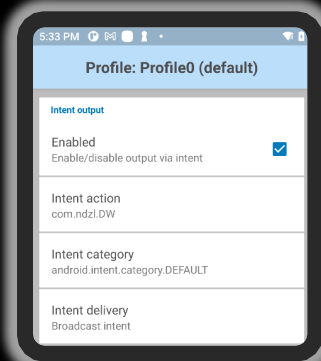 5:33 PM
Profile: Profile0 (default)
Intent output
Enabled
Enable/disable output via intent
Intent action
com.ndzl.DW
Intent category
android.intent.category.DEFAULT
Intent delivery
Broadcast intent